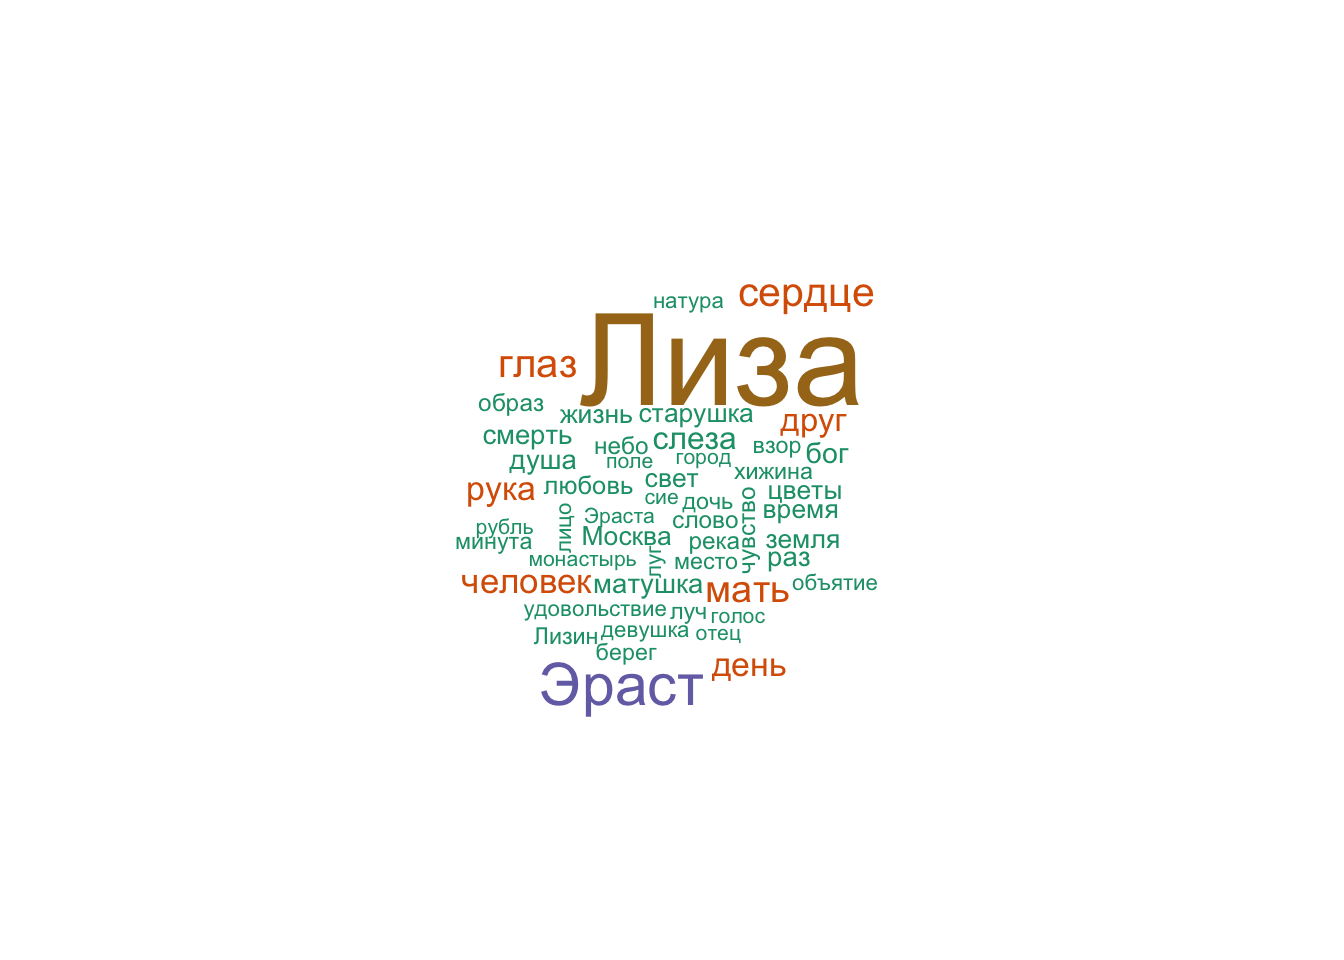 натура
сердце
Лиза
глаз
образ
жизнь
старушка
друг
смерть
небо
слеза
взор
бог
душа
поле
город
хижина
рука
любовь
свет
цветы
сие
дочь
чувство
время
рубль
лицо
Эраста
слово
минута
Москва
река
земля
монастырь
луг
место
раз
человек
матушка
мать
объятие
удовольствие
луч
голос
Лизин
девушка
отец
берег
день
Эраст